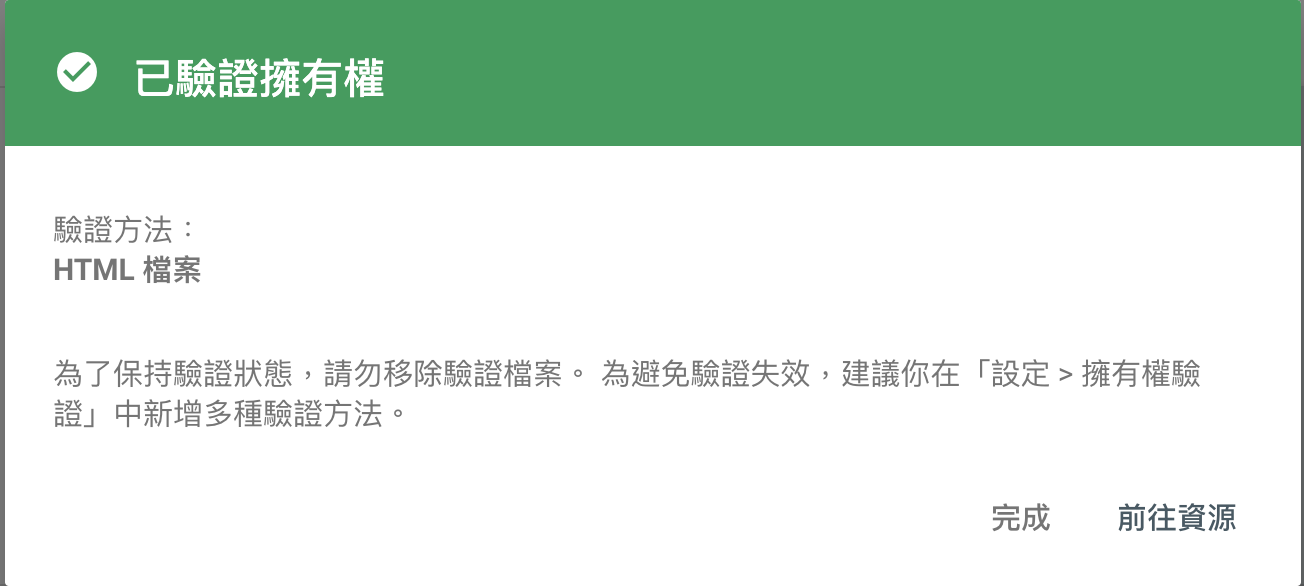 已驗證擁有權
驗證方法：
HTML 檔案
為了保持驗證狀態，請勿移除驗證檔案。 為避免驗證失效，建議你在「設定 > 擁有權驗
證」中新增多種驗證方法。
完成 前往資源